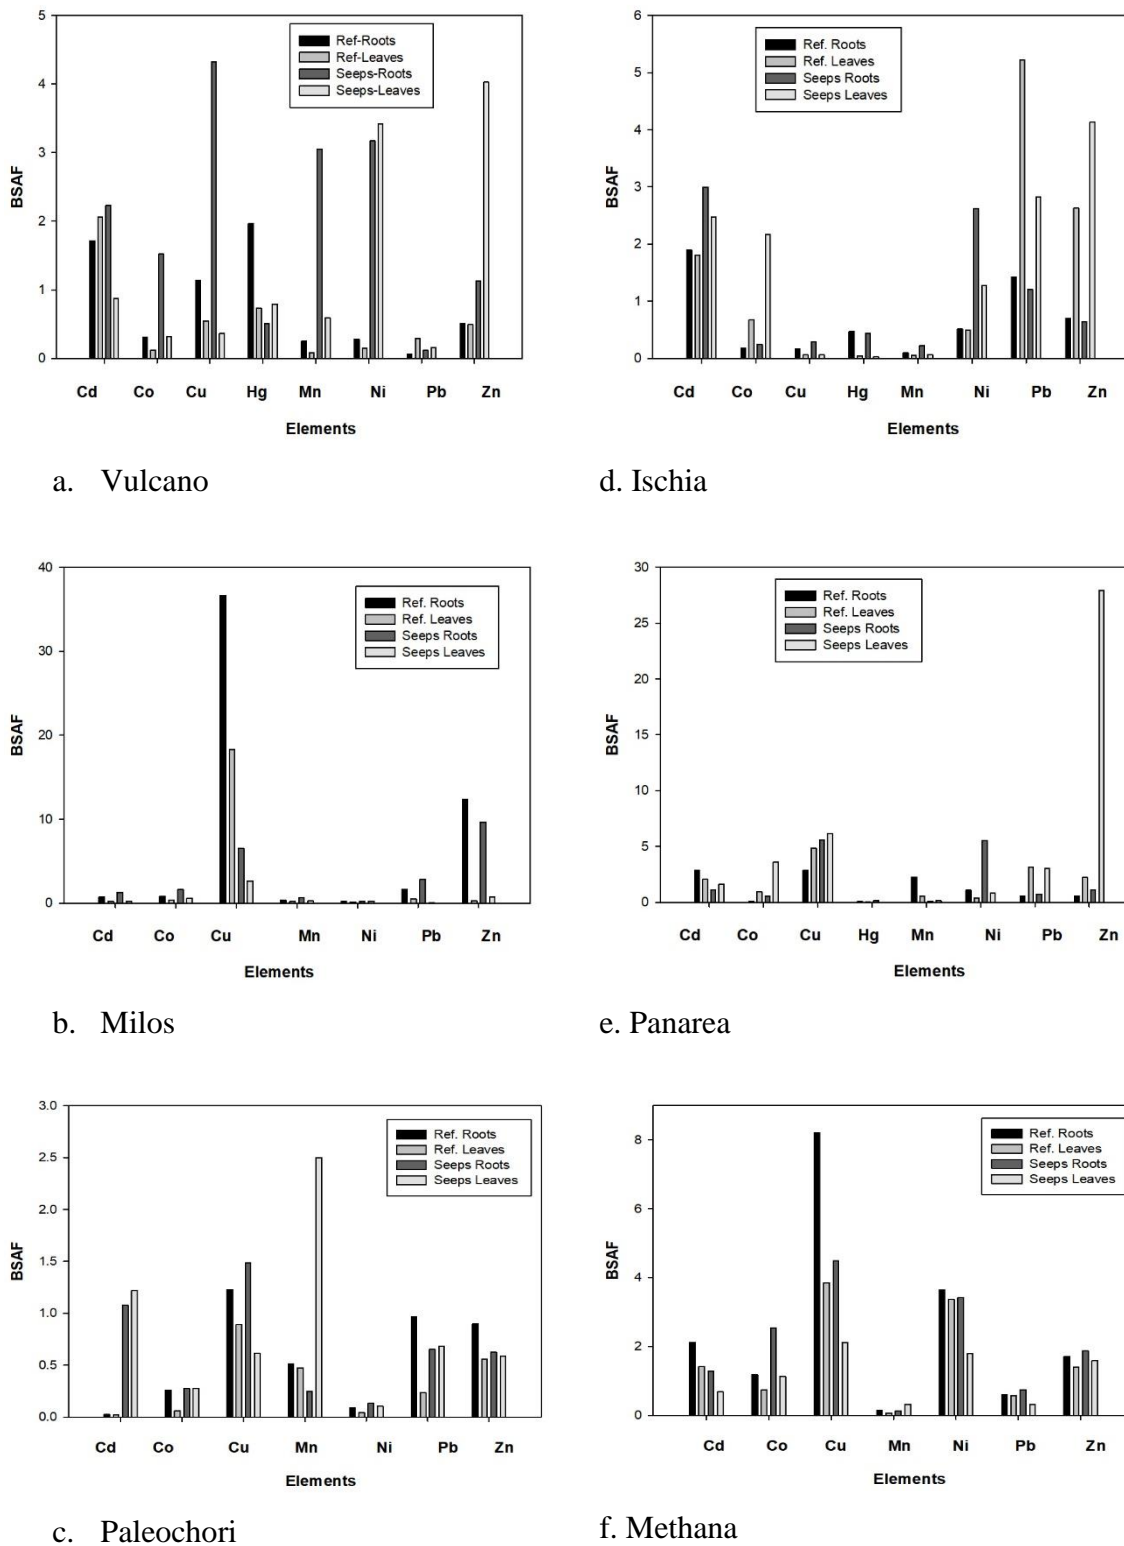 5
4
3
2
1
0
BSAF
Ref-Roots
Ref-Leaves
Seeps-Roots
Seeps-Leaves
Cd Co Cu Hg Mn Ni Pb Zn
Elements
a. Vulcano
6
5
4
3
2
1
0
BSAF
Ref. Roots
Ref. Leaves
Seeps Roots
Seeps Leaves
Cd Co Cu Hg Mn Ni Pb Zn
Elements
d. Ischia
40
30
20
10
0
BSAF
Ref. Roots
Ref. Leaves
Seeps Roots
Seeps Leaves
Cd Co Cu Mn Ni Pb Zn
Elements
b. Milos
30
25
20
15
10
5
0
BSAF
Ref. Roots
Ref. Leaves
Seeps Roots
Seeps Leaves
Cd Co Cu Hg Mn Ni Pb Zn
Elements
e. Panarea
3.0
2.5
2.0
1.5
1.0
0.5
0.0
BSAF
Ref. Roots
Ref. Leaves
Seeps Roots
Seeps Leaves
Cd Co Cu Mn Ni Pb Zn
Elements
c. Paleochori
8
6
4
2
0
BSAF
Ref. Roots
Ref. Leaves
Seeps Roots
Seeps Leaves
Cd Co Cu Mn Ni Pb Zn
Elements
f. Methana